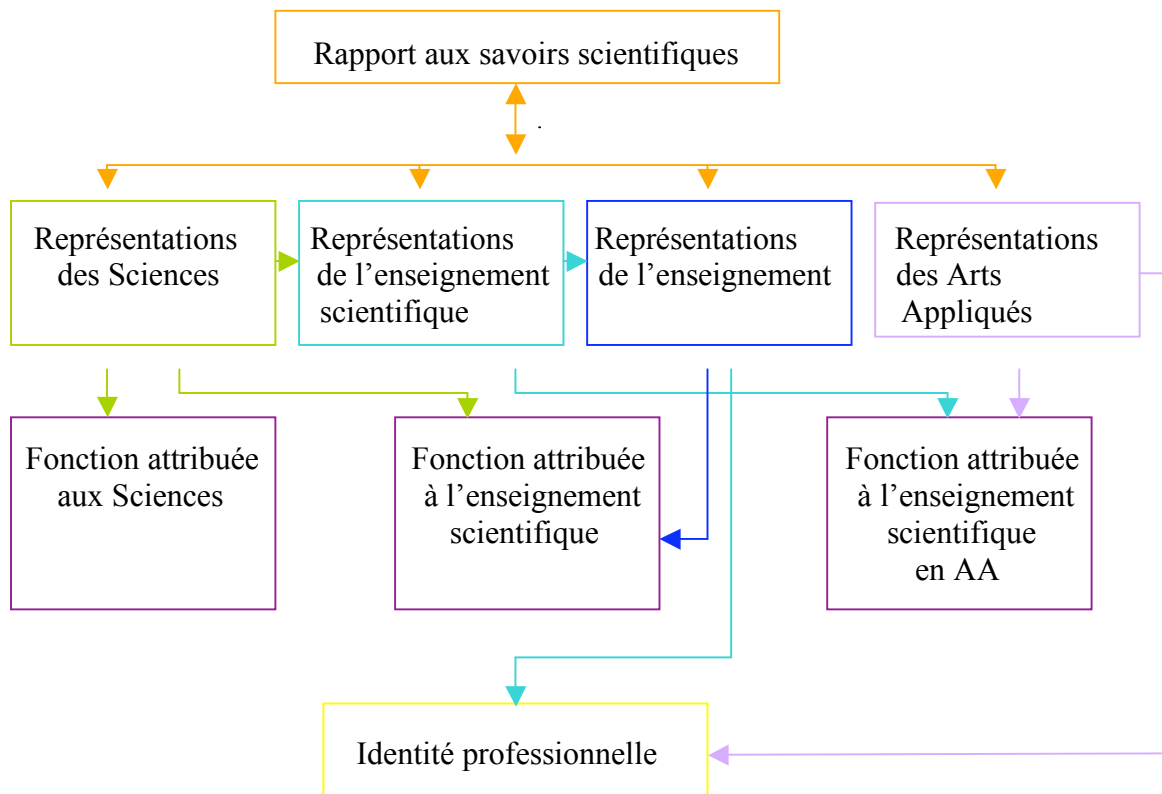 Rapport aux savoirs scientifiques
.
Représentations
des Sciences
Représentations
de l’enseignement
scientifique
Représentations
de l’enseignement
Représentations
des Arts
Appliqués
Fonction attribuée
aux Sciences
Fonction attribuée
à l’enseignement
scientifique
Fonction attribuée
à l’enseignement
scientifique
en AA
Identité professionnelle